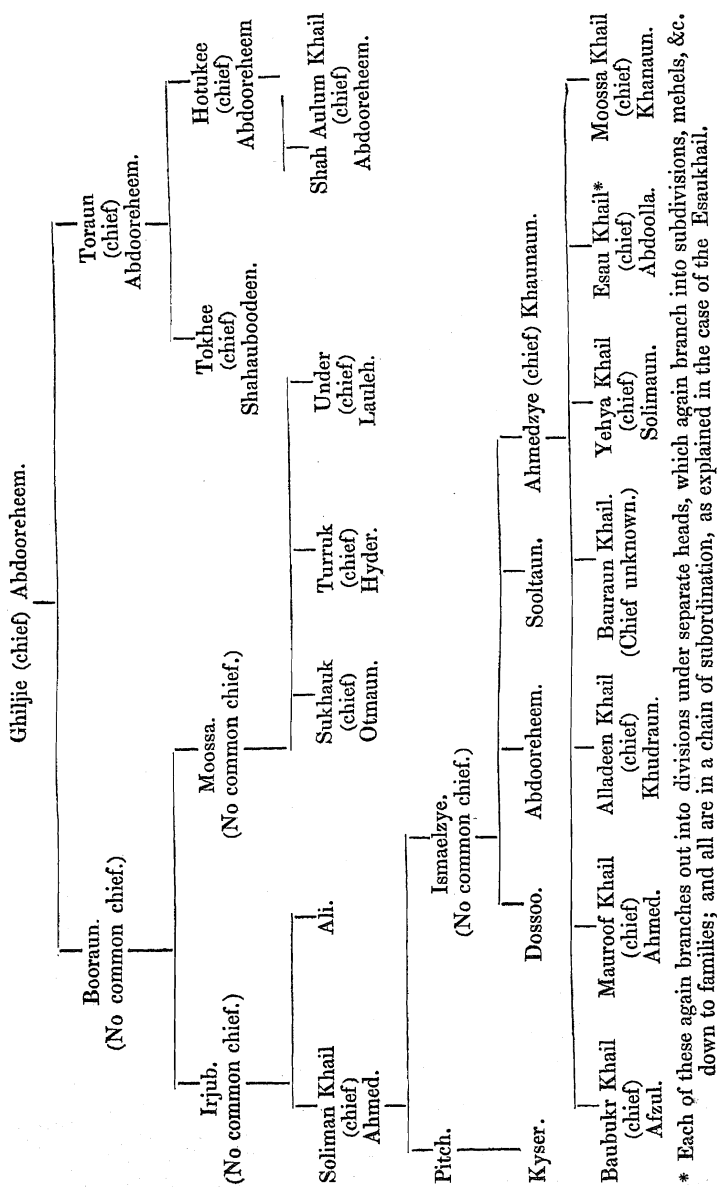 Ghiljie (chief) Abdooreheem.
Booraun.
(No common chief.)
Toraun
(chief)
Abdooreheem.
Irjub.
(No common chief.)
Moossa.
(No common chief.)
Tokhee
(chief)
Shahauboodeen.
Hotukee
(chief)
Abdooreheem
Soliman Khail
(chief)
Ahmed.
Ali.
Sukhauk
(chief)
Otmaun.
Turruk
(chief)
Hyder.
Under
(chief)
Lauleh.
Shah Aulum Khail
(chief)
Abdooreheem.
Pitch.
Ismaelzye.
(No common chief.)
Kyser.
Dossoo.
Abdooreheem.
Sooltaun.
Ahmedzye (chief) Khaunaun.
Baubukr Khail
(chief)
Afzul.
Mauroof Khail
(chief)
Ahmed.
Alladeen Khail
(chief)
Khudraun.
Bauraun Khail.
(Chief unknown.)
Yehya Khail
(chief)
Solimaun.
Esau Khail*
(chief)
Abdoolla.
Moossa Khail
(chief)
Khanaun.
* Each of these again branches out into divisions under separate heads, which again branch into subdivisions, mehels, &c.
down to families; and all are in a chain of subordination, as explained in the case of the Esaukhail.